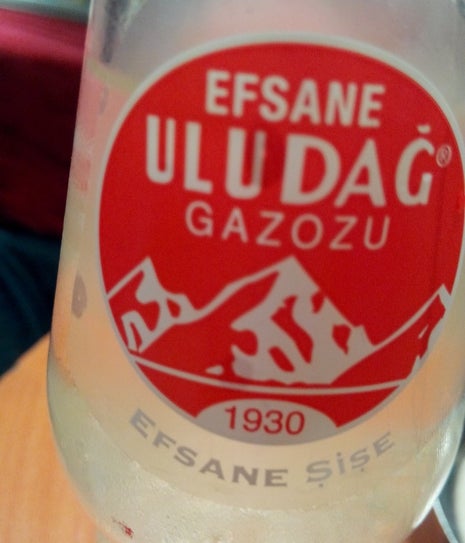 EFSANE
ULUDAĞ®
GAZOZU
1930
EFSANE ŞİŞE